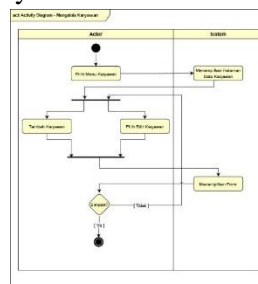 act Activity Diagram - Mengelola Karyawan
Actor
Sistem
Pilih Menu Karyawan
Menampilkan Halaman
Data Karyawan
Tambah Karyawan
Pilih Edit Karyawan
Menampilkan Form
Simpan?
[ Tidak ]
[ Ya ]